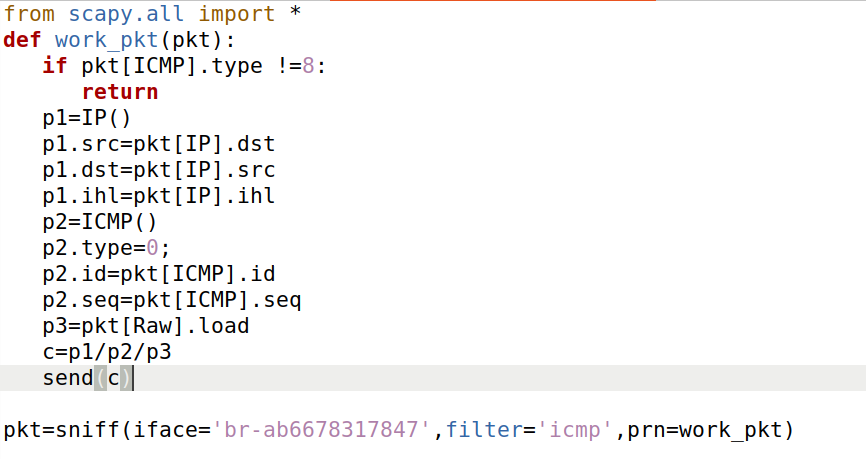 from scapy.all import *
def work_pkt(pkt):
   if pkt[ICMP].type !=8:
      return
   p1=IP()
   p1.src=pkt[IP].dst
   p1.dst=pkt[IP].src
   p1.ihl=pkt[IP].ihl
   p2=ICMP()
   p2.type=0;
   p2.id=pkt[ICMP].id
   p2.seq=pkt[ICMP].seq
   p3=pkt[Raw].load
   c=p1/p2/p3
   send(c)
pkt=sniff(iface='br-ab6678317847',filter='icmp',prn=work_pkt)